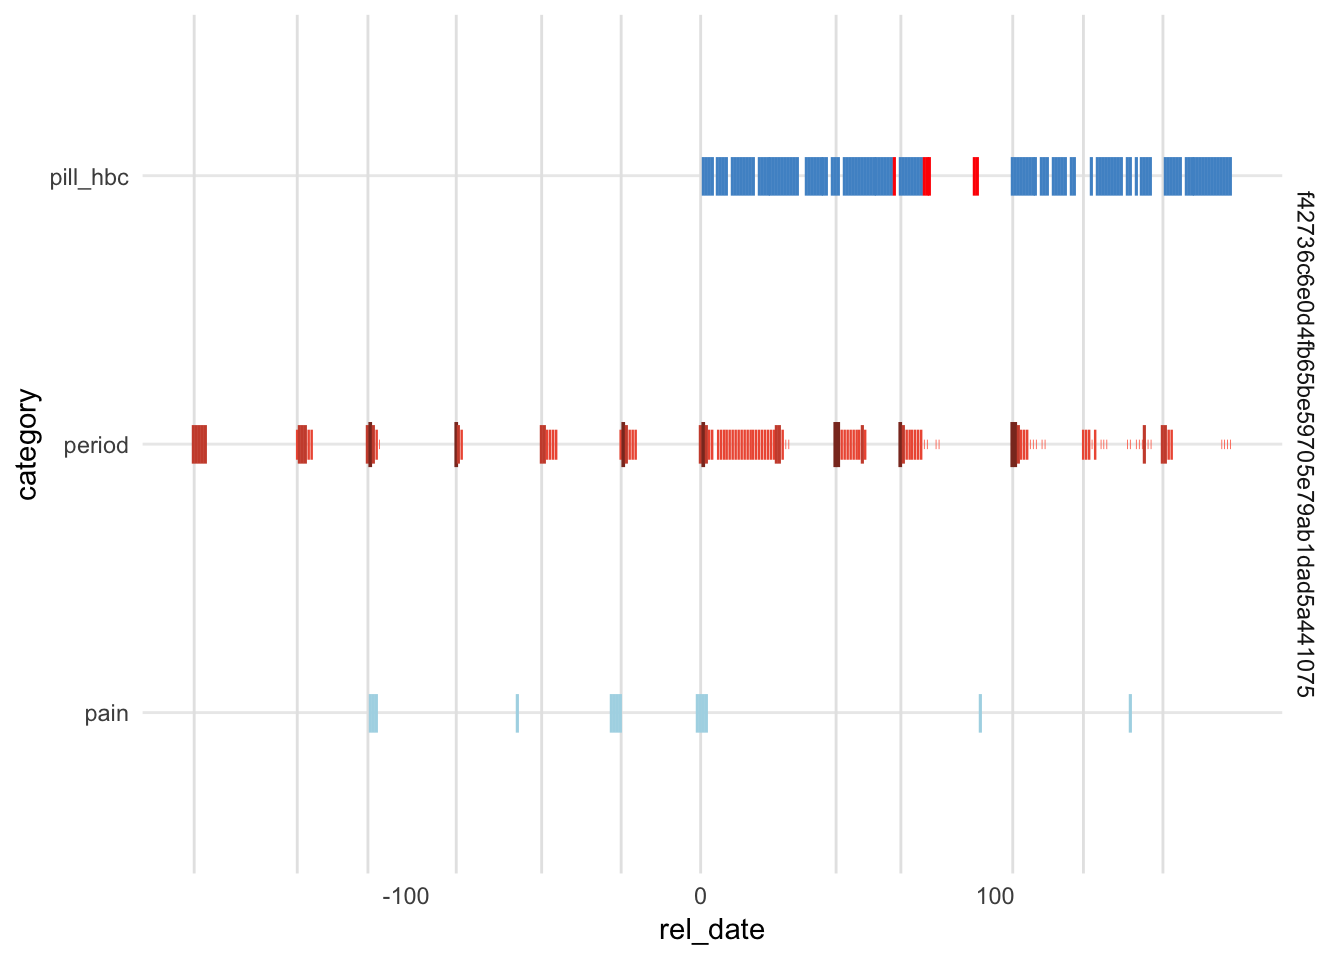 category
pill_hbc
period
pain
-100
0
100
rel_date
f42736c6e0d4fb65be59705e79ab1dad5a441075